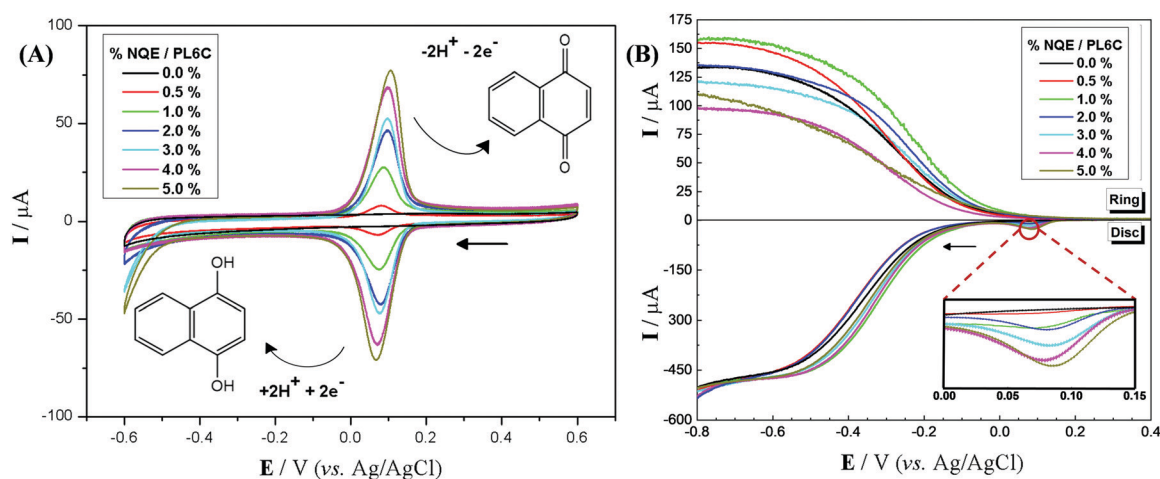 (A)
% NQE / PL6C
0.0 %
0.5 %
1.0 %
2.0 %
3.0 %
4.0 %
5.0 %
-2H⁺ - 2e⁻
O
O
OH
OH
+2H⁺ + 2e⁻
I / µA
100
50
0
-50
-100
-0.6 -0.4 -0.2 0.0 0.2 0.4 0.6
E / V (vs. Ag/AgCl)
(B)
% NQE / PL6C
0.0 %
0.5 %
1.0 %
2.0 %
3.0 %
4.0 %
5.0 %
Ring
Disc
I / µA
175
150
125
100
75
50
25
0
I / µA
-150
-300
-450
-600
0.00 0.05 0.10 0.15
-0.8 -0.6 -0.4 -0.2 0.0 0.2 0.4
E / V (vs. Ag/AgCl)